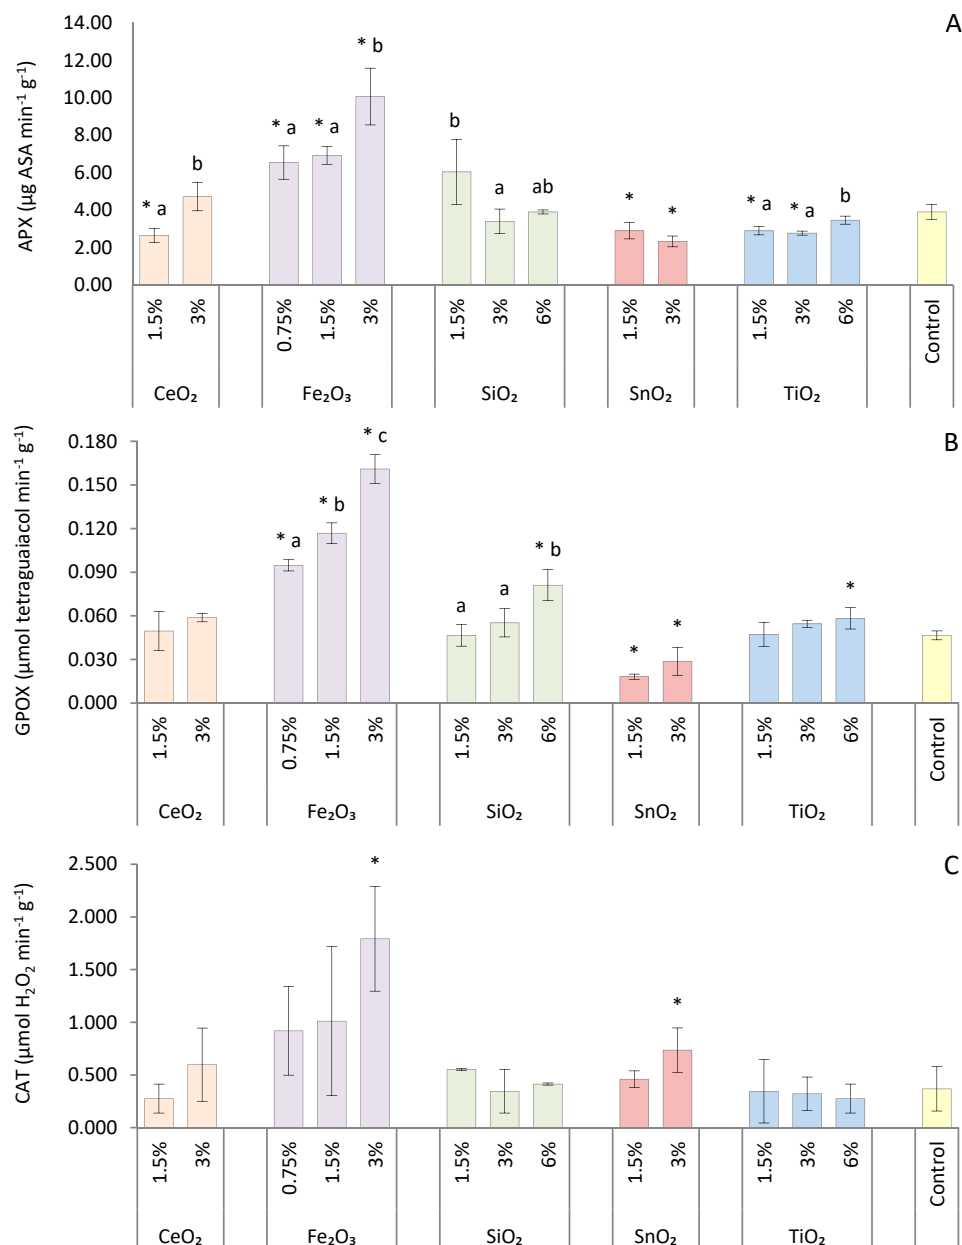 A
APX (µg ASA min⁻¹ g⁻¹)
14.00
12.00
10.00
8.00
6.00
4.00
2.00
0.00
* a
b
* a
* a
* b
b
a
ab
*
*
* a
* a
b
1.5% 3% 0.75% 1.5% 3% 1.5% 3% 6% 1.5% 3% 1.5% 3% 6% Control
CeO₂ Fe₂O₃ SiO₂ SnO₂ TiO₂
B
GPOX (µmol tetraguaiacol min⁻¹ g⁻¹)
0.180
0.150
0.120
0.090
0.060
0.030
0.000
* a
* b
* c
a
a
* b
*
*
*
1.5% 3% 0.75% 1.5% 3% 1.5% 3% 6% 1.5% 3% 1.5% 3% 6% Control
CeO₂ Fe₂O₃ SiO₂ SnO₂ TiO₂
C
CAT (µmol H₂O₂ min⁻¹ g⁻¹)
2.500
2.000
1.500
1.000
0.500
0.000
*
*
1.5% 3% 0.75% 1.5% 3% 1.5% 3% 6% 1.5% 3% 1.5% 3% 6% Control
CeO₂ Fe₂O₃ SiO₂ SnO₂ TiO₂